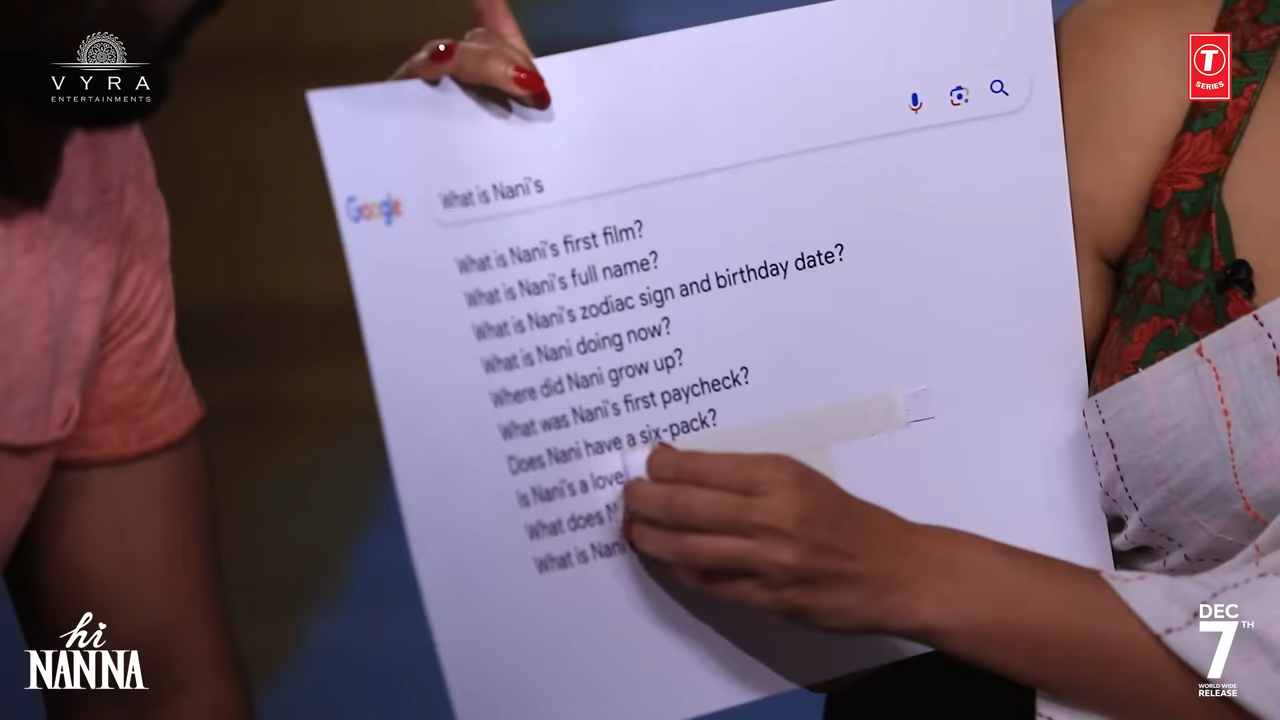 VYRA
ENTERTAINMENTS
T
SERIES
Google
What is Nani's
What is Nani's first film?
What is Nani's full name?
What is Nani's zodiac sign and birthday date?
What is Nani doing now?
Where did Nani grow up?
What was Nani's first paycheck?
Does Nani have a six-pack?
Is Nani's a love
What does
What is Nani
hi
NANNA
DEC
7TH
WORLD WIDE
RELEASE